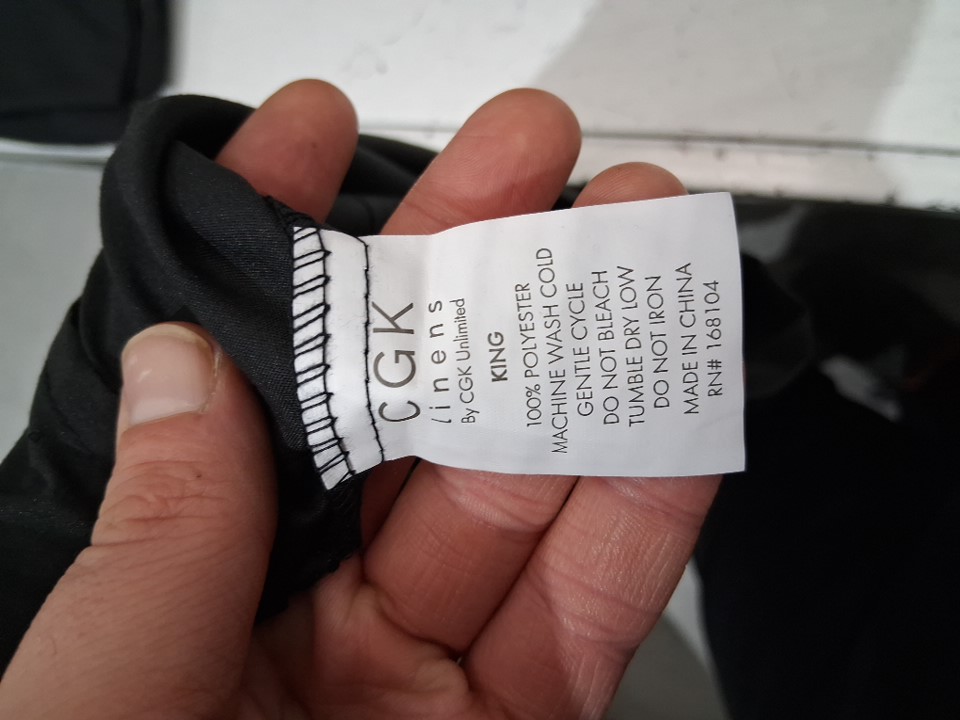 CGK
linens
By CGK Unlimited
KING
100% POLYESTER
MACHINE WASH COLD
GENTLE CYCLE
DO NOT BLEACH
TUMBLE DRY LOW
DO NOT IRON
MADE IN CHINA
RN# 168104